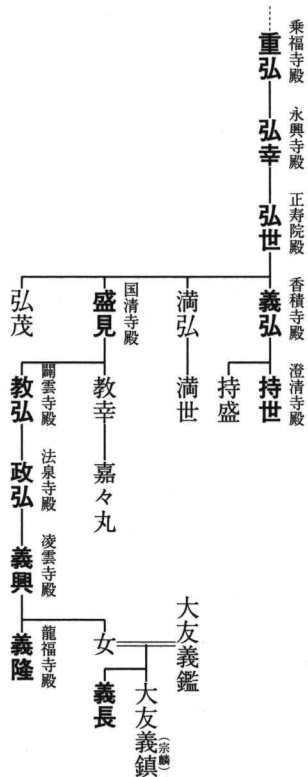 乗福寺殿
重弘
永興寺殿
弘幸
正寿院殿
弘世
香積寺殿
義弘
澄清寺殿
持世
持盛
満弘
満世
国清寺殿
盛見
教幸
嘉々丸
闢雲寺殿
教弘
法泉寺殿
政弘
凌雲寺殿
義興
龍福寺殿
義隆
弘茂
女
大友義鑑
大友義鎮(宗麟)
義長